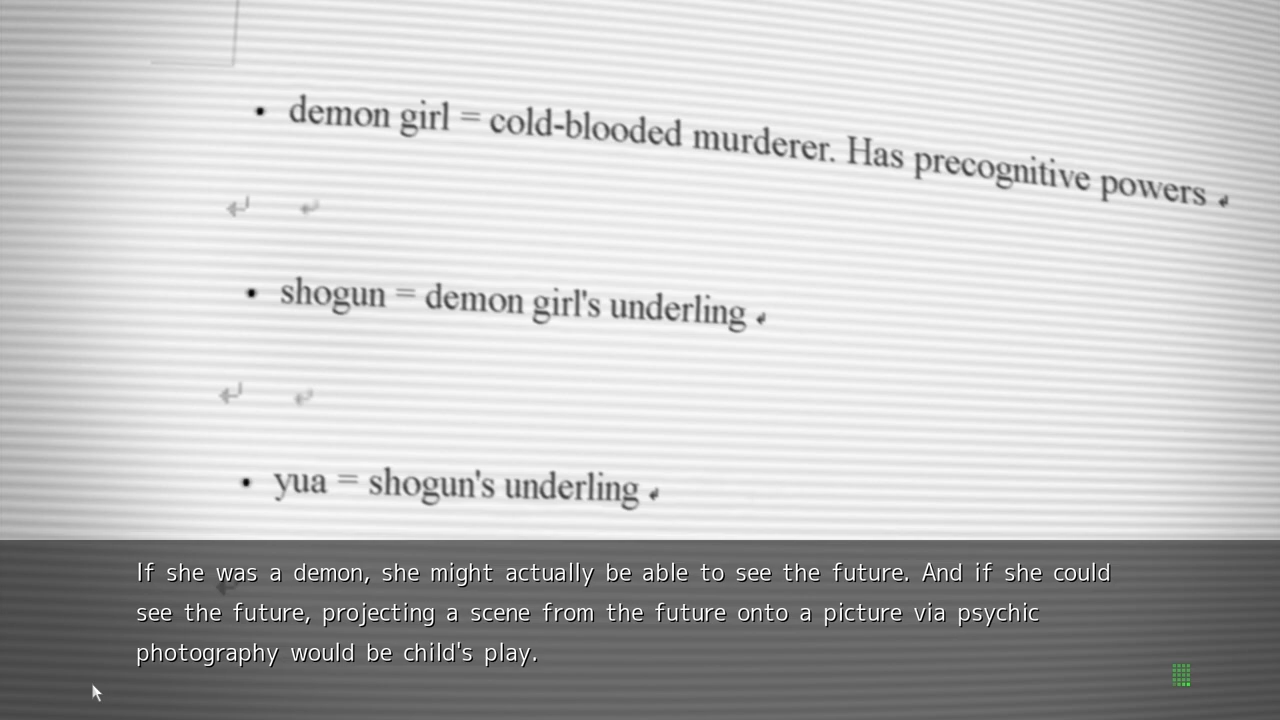 • demon girl = cold-blooded murderer. Has precognitive powers ↲
↵ ↵
• shogun = demon girl's underling ↲
↵ ↵
• yua = shogun's underling ↲
If she was a demon, she might actually be able to see the future. And if she could
see the future, projecting a scene from the future onto a picture via psychic
photography would be child's play.